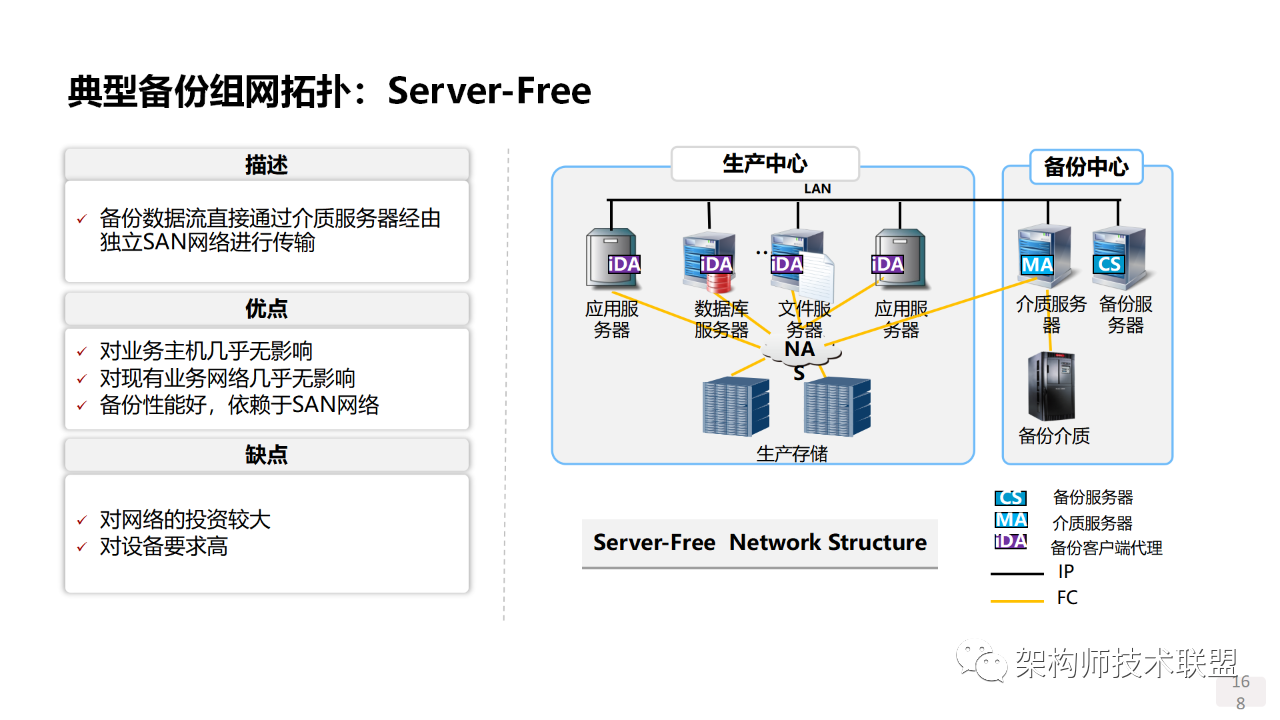 典型备份组网拓扑：Server-Free
描述
备份数据流直接通过介质服务器经由
独立SAN网络进行传输
优点
对业务主机几乎无影响
对现有业务网络几乎无影响
备份性能好，依赖于SAN网络
缺点
对网络的投资较大
对设备要求高
生产中心
备份中心
LAN
iDA
iDA
..
iDA
iDA
MA
CS
应用服
务器
数据库
服务器
文件服
务器
应用服
务器
介质服务
器
备份服
务器
NA
S
生产存储
备份介质
Server-Free Network Structure
CS 备份服务器
MA 介质服务器
iDA 备份客户端代理
IP
FC
架构师技术联盟
16
8